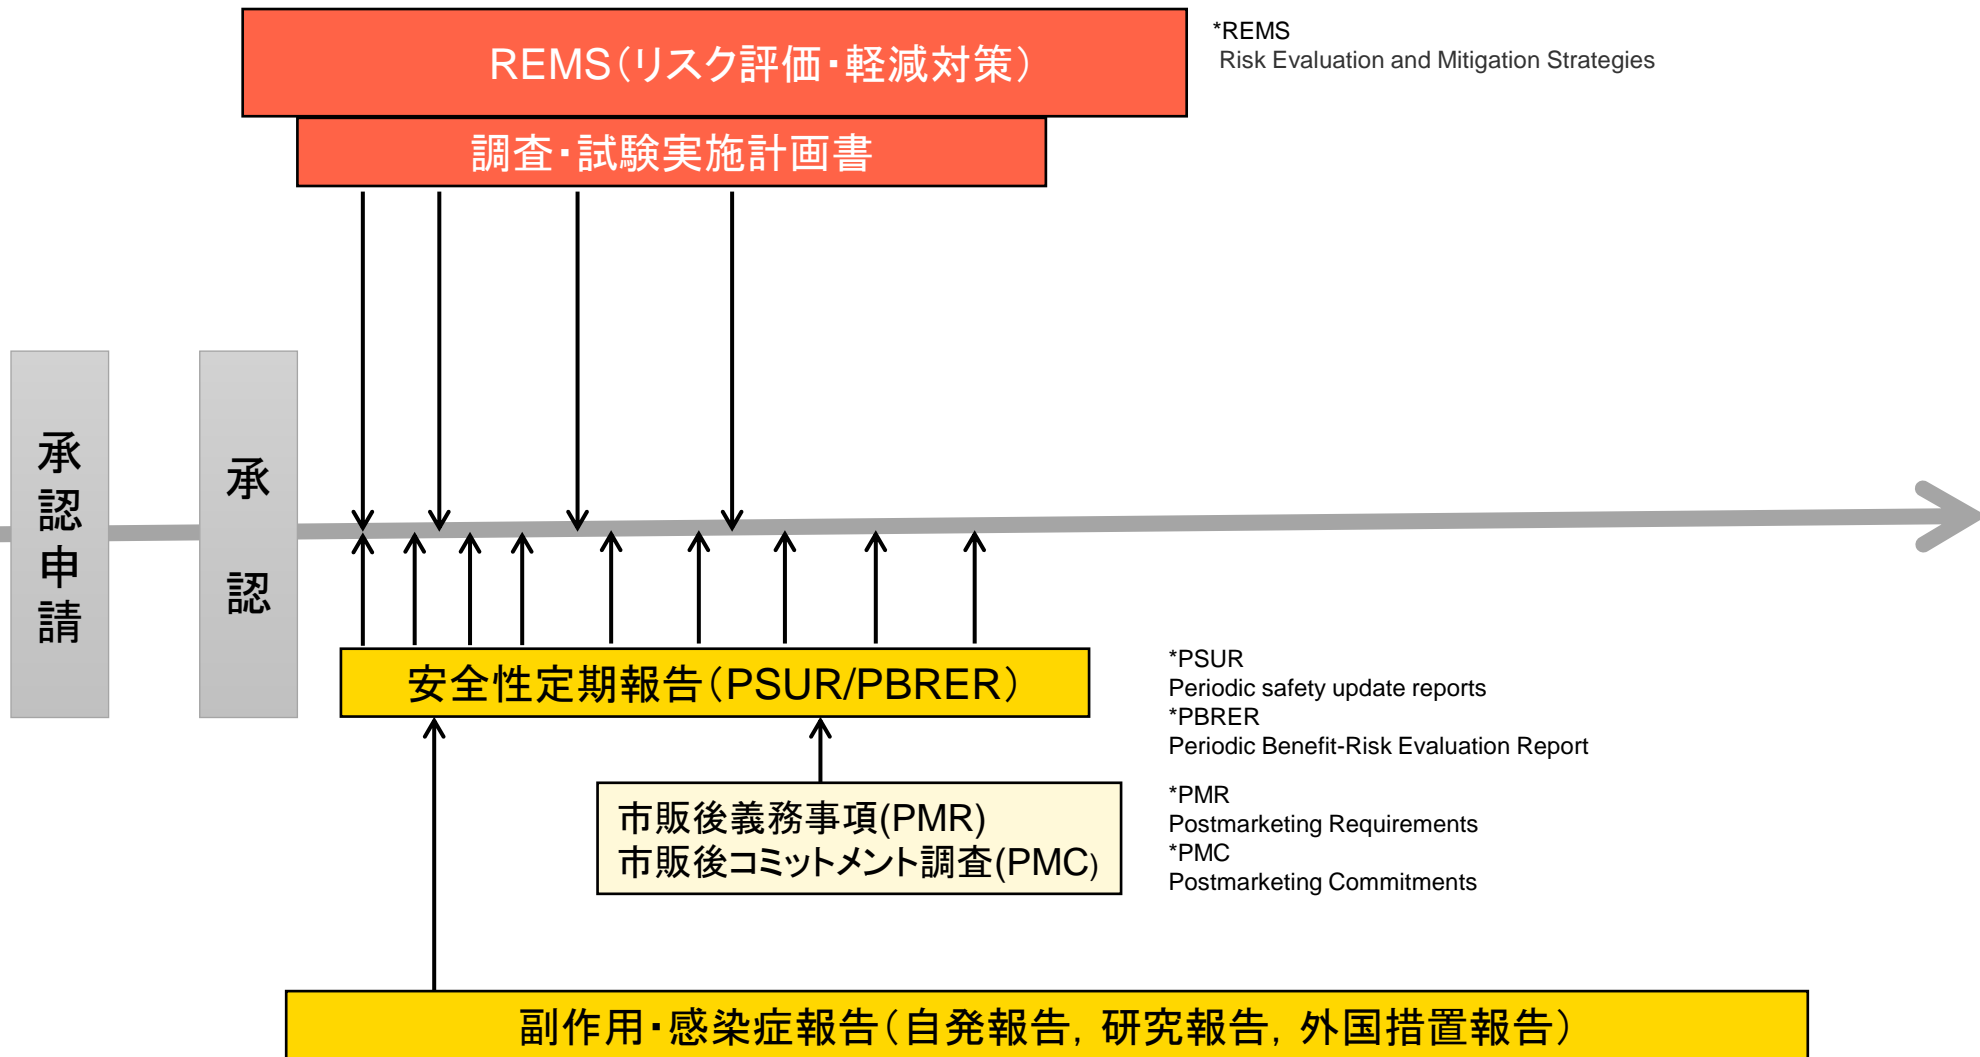 REMS（リスク評価・軽減対策）
*REMS
Risk Evaluation and Mitigation Strategies
調査・試験実施計画書
承認申請
承認
安全性定期報告（PSUR/PBRER）
*PSUR
Periodic safety update reports
*PBRER
Periodic Benefit-Risk Evaluation Report
市販後義務事項(PMR)
市販後コミットメント調査(PMC)
*PMR
Postmarketing Requirements
*PMC
Postmarketing Commitments
副作用・感染症報告（自発報告，研究報告，外国措置報告）